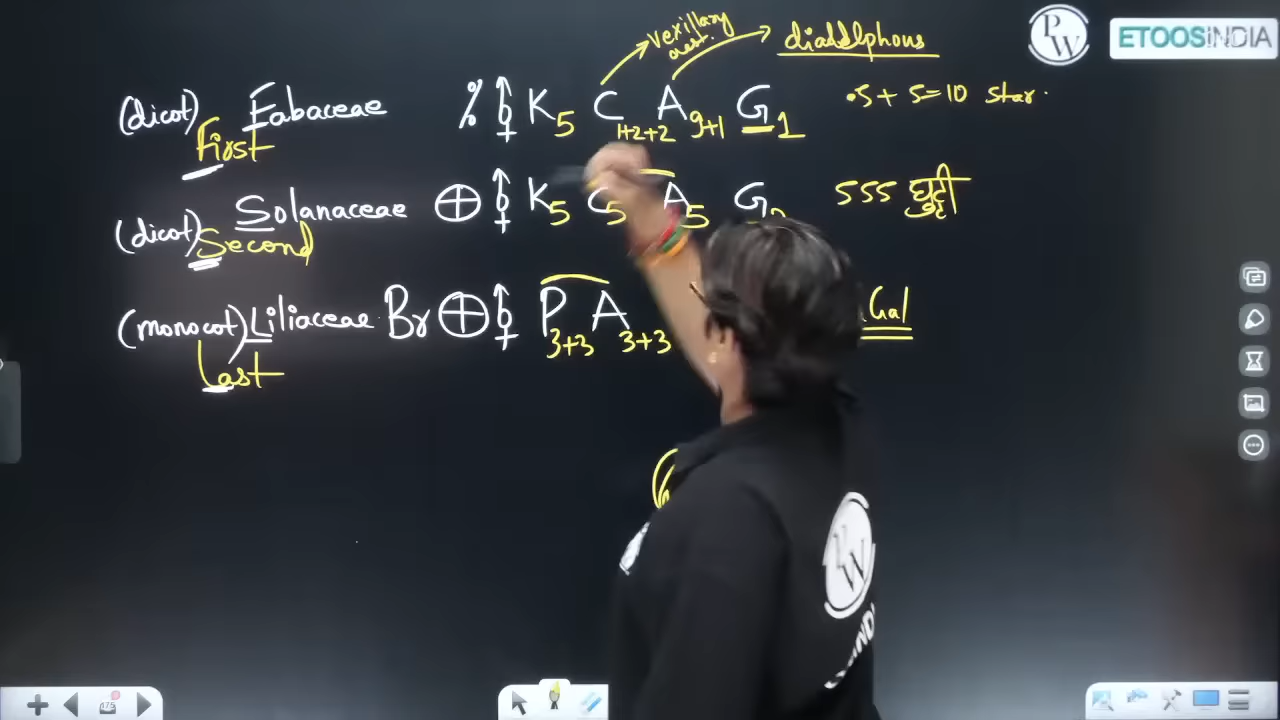 vexillary
aest.
diadelphous
PW
ETOOSINDIA
(dicot) Fabaceae % K5 C1+2+2 A9+1 G1 5+5=10 star.
First
(dicot) Solanaceae ⊕ K5 C5 A5 G 555 छुट्टी
Second
(monocot) Liliaceae Br ⊕ P3+3 A3+3 Gal
Last